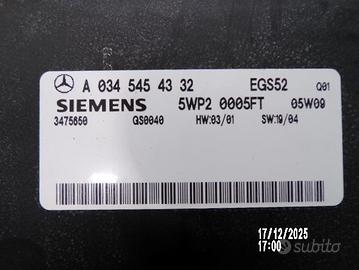 A 034 545 43 32 EGS52 Q01
SIEMENS 5WP2 0005FT 05W09
3475650 QS0040 HW:03/01 SW:19/04
17/12/2025
17:00
subito